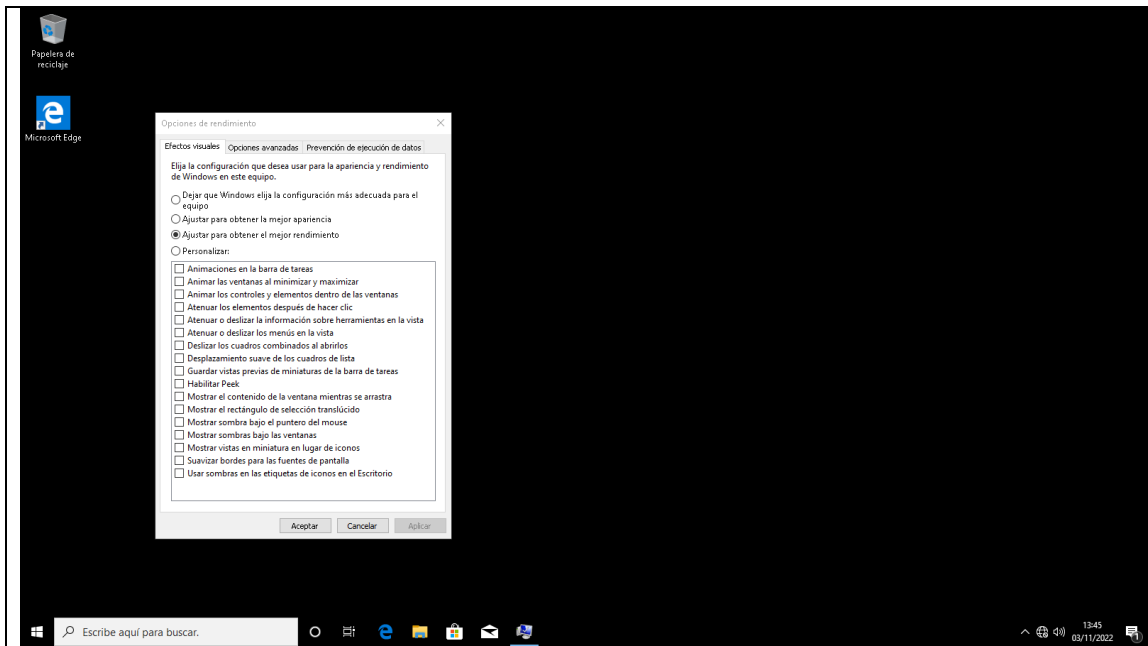 Papelera de
reciclaje
Microsoft Edge
Opciones de rendimiento
Efectos visuales
Opciones avanzadas
Prevención de ejecución de datos
Elija la configuración que desea usar para la apariencia y rendimiento
de Windows en este equipo.
Dejar que Windows elija la configuración más adecuada para el
equipo
Ajustar para obtener la mejor apariencia
Ajustar para obtener el mejor rendimiento
Personalizar:
Animaciones en la barra de tareas
Animar las ventanas al minimizar y maximizar
Animar los controles y elementos dentro de las ventanas
Atenuar los elementos después de hacer clic
Atenuar o deslizar la información sobre herramientas en la vista
Atenuar o deslizar los menús en la vista
Deslizar los cuadros combinados al abrirlos
Desplazamiento suave de los cuadros de lista
Guardar vistas previas de miniaturas de la barra de tareas
Habilitar Peek
Mostrar el contenido de la ventana mientras se arrastra
Mostrar el rectángulo de selección translúcido
Mostrar sombra bajo el puntero del mouse
Mostrar sombras bajo las ventanas
Mostrar vistas en miniatura en lugar de iconos
Suavizar bordes para las fuentes de pantalla
Usar sombras en las etiquetas de iconos en el Escritorio
Aceptar
Cancelar
Aplicar
Escribe aquí para buscar.
13:45
03/11/2022
1